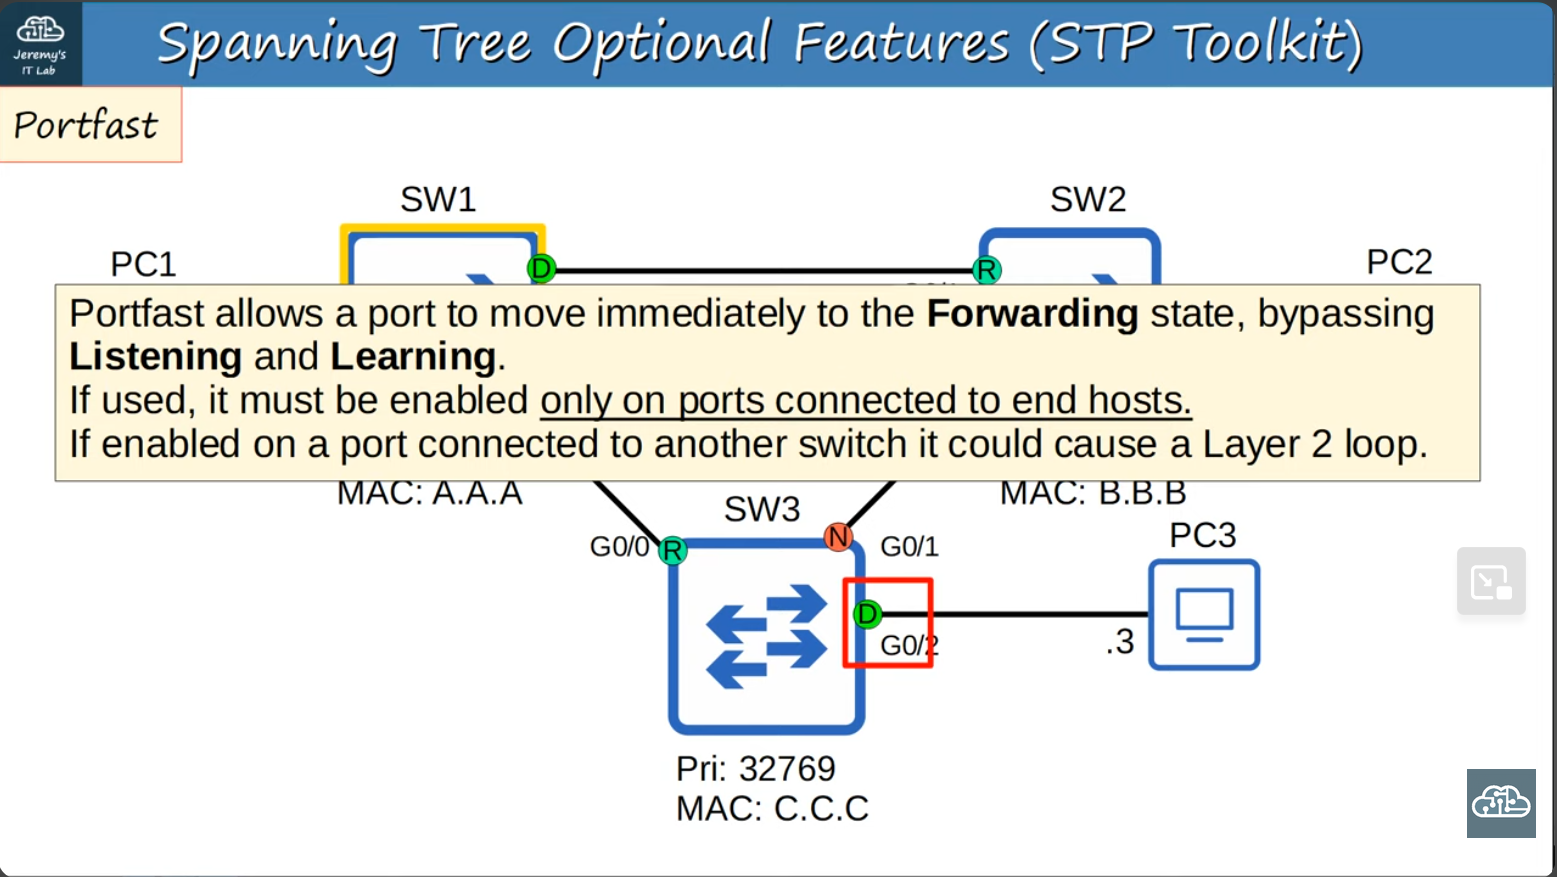 Jeremy's
IT Lab
Spanning Tree Optional Features (STP Toolkit)
Portfast
SW1
SW2
PC1
PC2
D
R
Portfast allows a port to move immediately to the Forwarding state, bypassing
Listening and Learning.
If used, it must be enabled only on ports connected to end hosts.
If enabled on a port connected to another switch it could cause a Layer 2 loop.
MAC: A.A.A
MAC: B.B.B
SW3
PC3
G0/0
R
N
G0/1
D
G0/2
.3
Pri: 32769
MAC: C.C.C